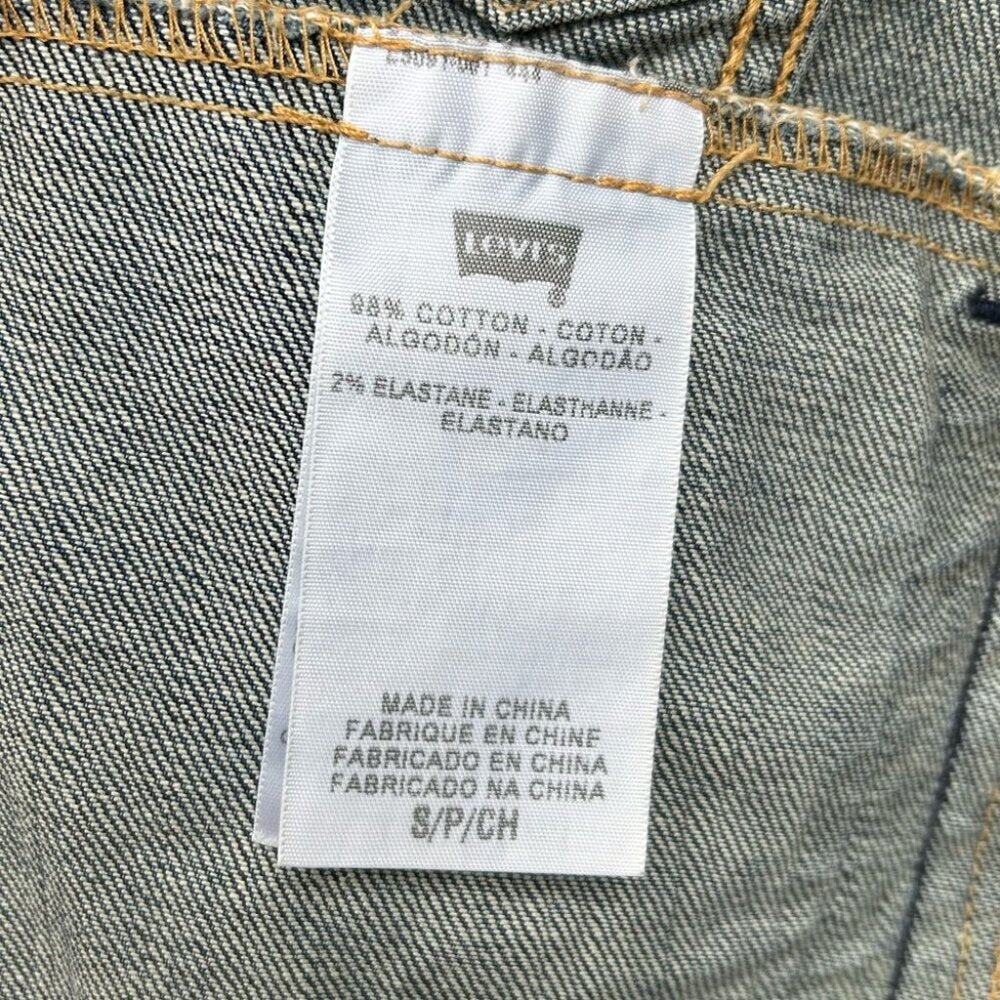 LEVI'S
98% COTTON - COTON -
ALGODÓN - ALGODÃO
2% ELASTANE - ELASTHANNE -
ELASTANO
MADE IN CHINA
FABRIQUE EN CHINE
FABRICADO EN CHINA
FABRICADO NA CHINA
S/P/CH